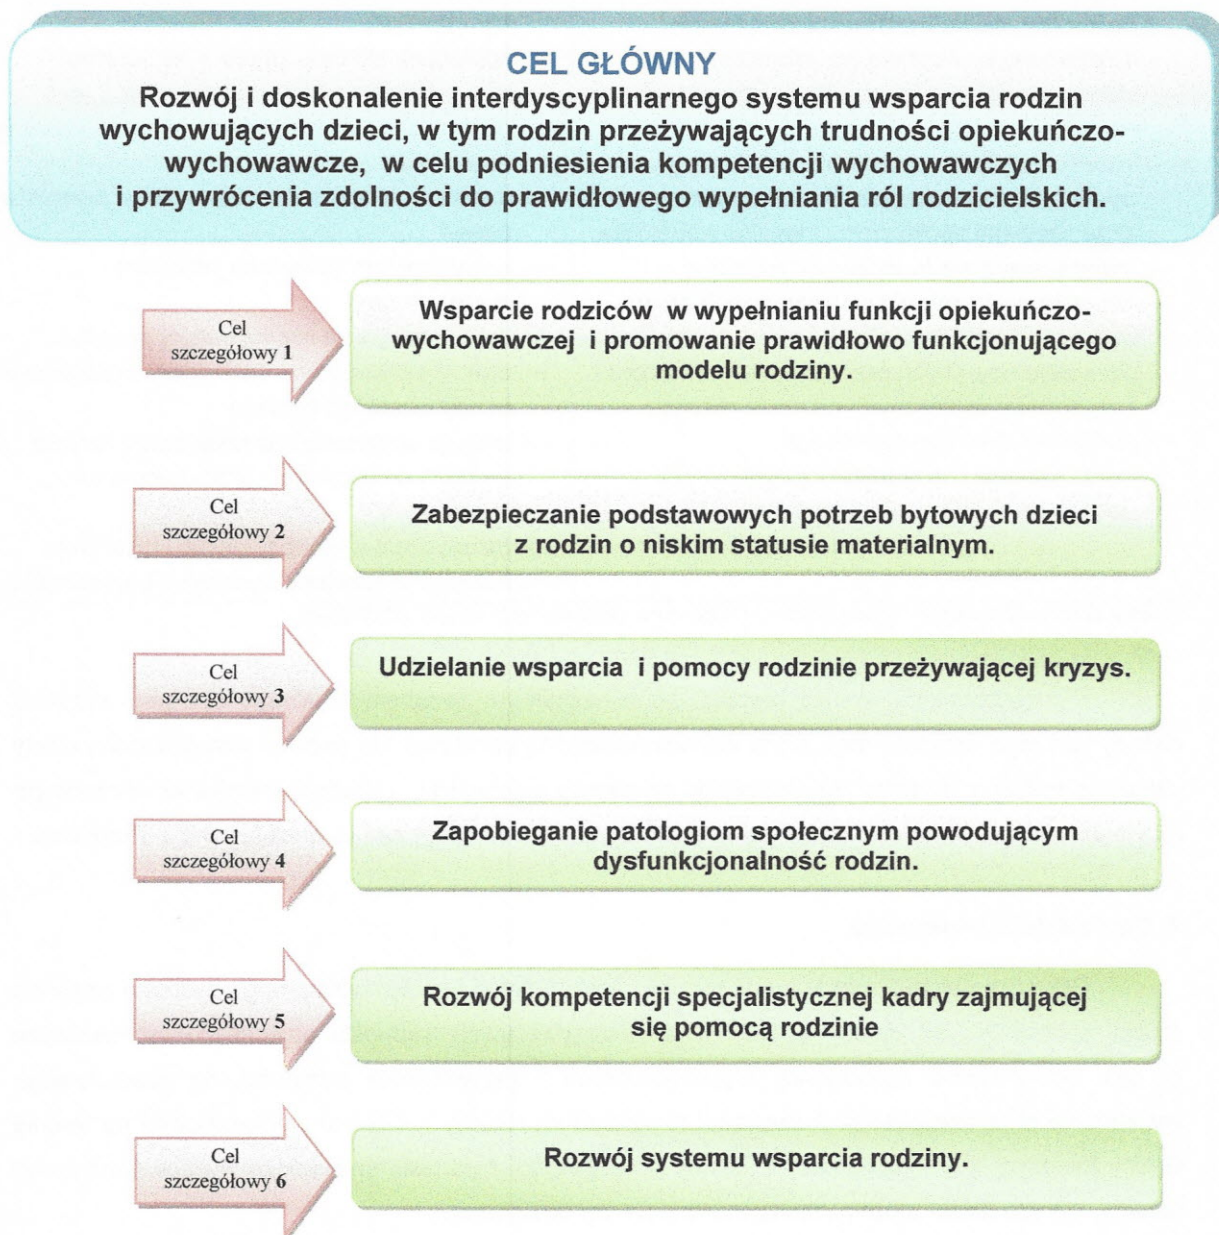 CEL GŁÓWNY
Rozwój i doskonalenie interdyscyplinarnego systemu wsparcia rodzin
wychowujących dzieci, w tym rodzin przeżywających trudności opiekuńczo-
wychowawcze, w celu podniesienia kompetencji wychowawczych
i przywrócenia zdolności do prawidłowego wypełniania ról rodzicielskich.
Cel
szczegółowy 1
Wsparcie rodziców w wypełnianiu funkcji opiekuńczo-
wychowawczej i promowanie prawidłowo funkcjonującego
modelu rodziny.
Cel
szczegółowy 2
Zabezpieczanie podstawowych potrzeb bytowych dzieci
z rodzin o niskim statusie materialnym.
Cel
szczegółowy 3
Udzielanie wsparcia i pomocy rodzinie przeżywającej kryzys.
Cel
szczegółowy 4
Zapobieganie patologiom społecznym powodującym
dysfunkcjonalność rodzin.
Cel
szczegółowy 5
Rozwój kompetencji specjalistycznej kadry zajmującej
się pomocą rodzinie
Cel
szczegółowy 6
Rozwój systemu wsparcia rodziny.